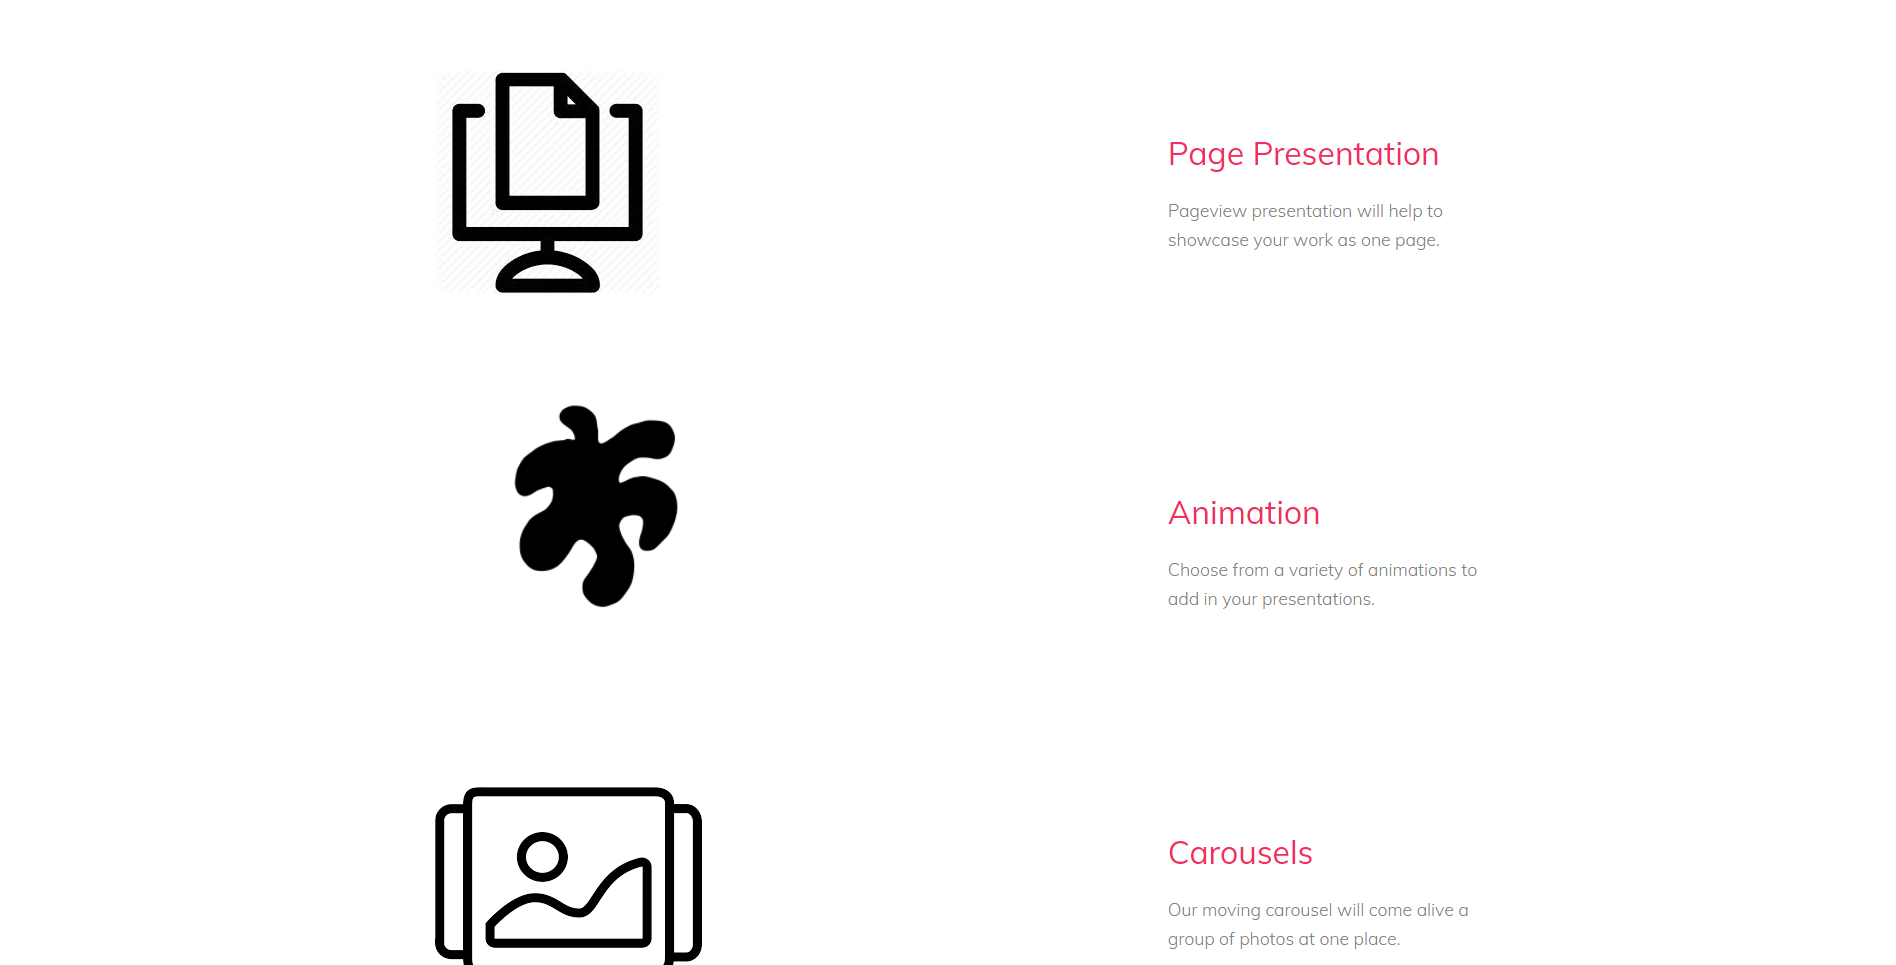 Page Presentation
Pageview presentation will help to
showcase your work as one page.
Animation
Choose from a variety of animations to
add in your presentations.
Carousels
Our moving carousel will come alive a
group of photos at one place.